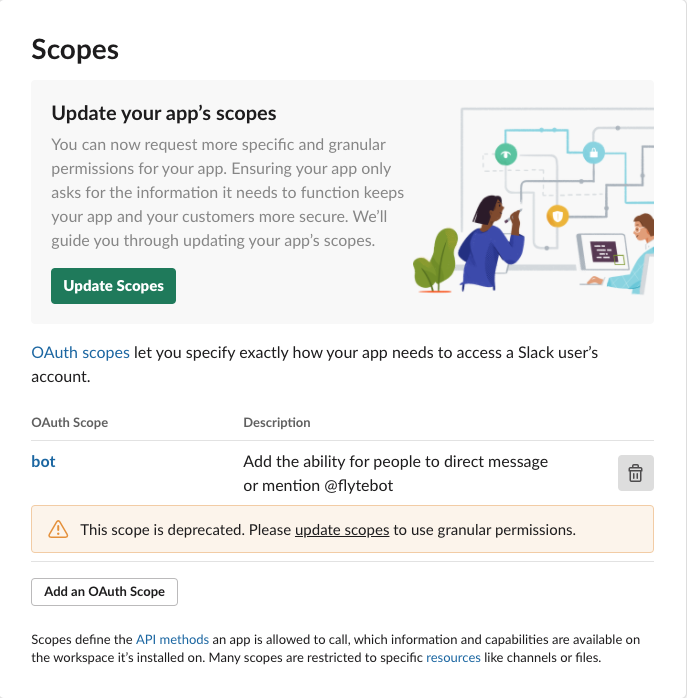 Scopes
Update your app’s scopes
You can now request more specific and granular
permissions for your app. Ensuring your app only
asks for the information it needs to function keeps
your app and your customers more secure. We’ll
guide you through updating your app’s scopes.
Update Scopes
OAuth scopes let you specify exactly how your app needs to access a Slack user’s
account.
OAuth Scope Description
bot Add the ability for people to direct message
or mention @flytebot
This scope is deprecated. Please update scopes to use granular permissions.
Add an OAuth Scope
Scopes define the API methods an app is allowed to call, which information and capabilities are available on
the workspace it’s installed on. Many scopes are restricted to specific resources like channels or files.